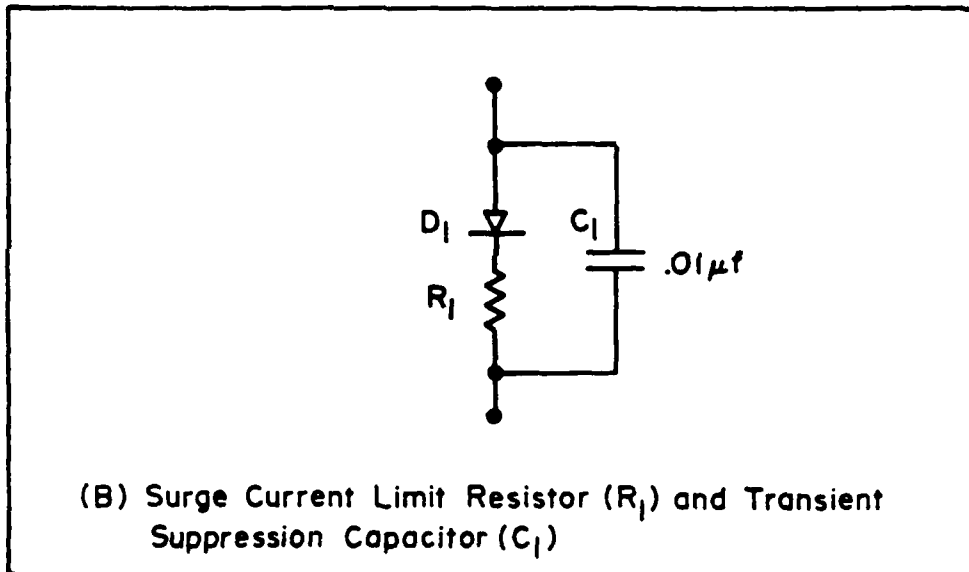 D1
C1
.01μf
R1
(B) Surge Current Limit Resistor (R1) and Transient
Suppression Capacitor (C1)